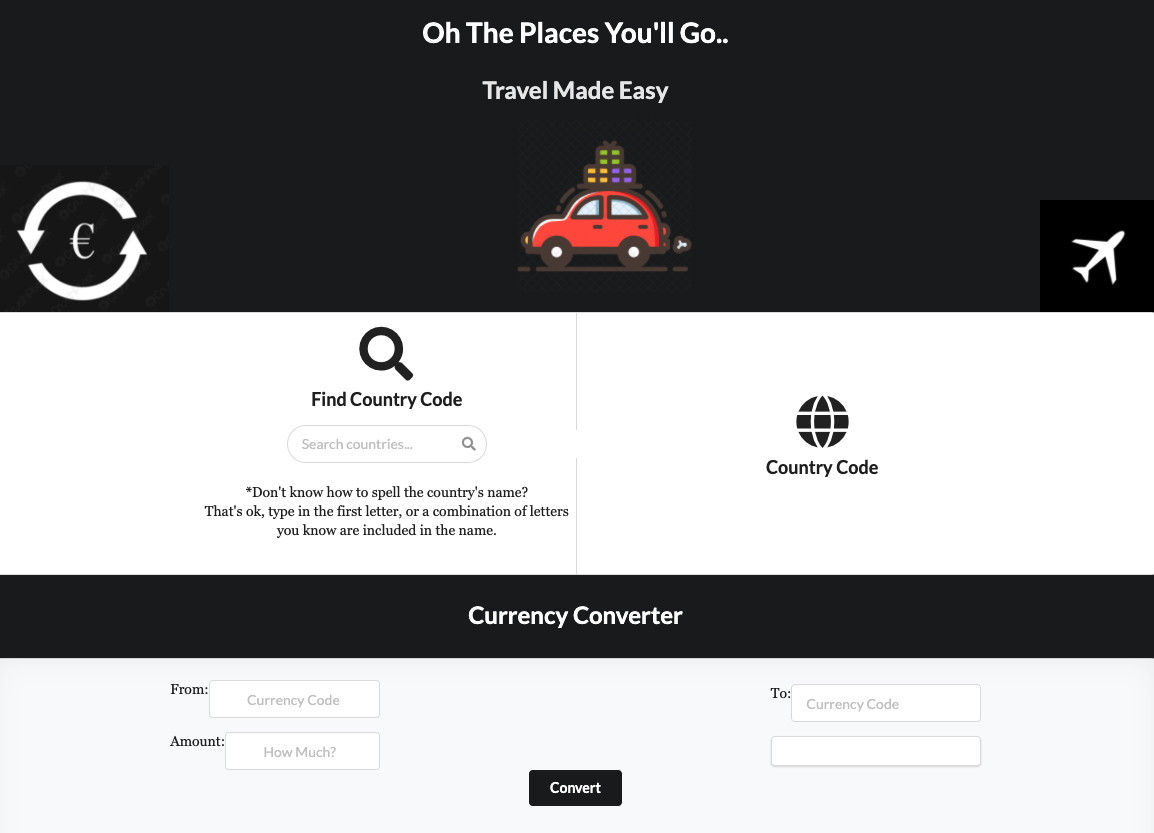 Oh The Places You'll Go..
Travel Made Easy
€
Find Country Code
Search countries...
*Don't know how to spell the country's name?
That's ok, type in the first letter, or a combination of letters
you know are included in the name.
Country Code
Currency Converter
From: Currency Code
To: Currency Code
Amount: How Much?
Convert